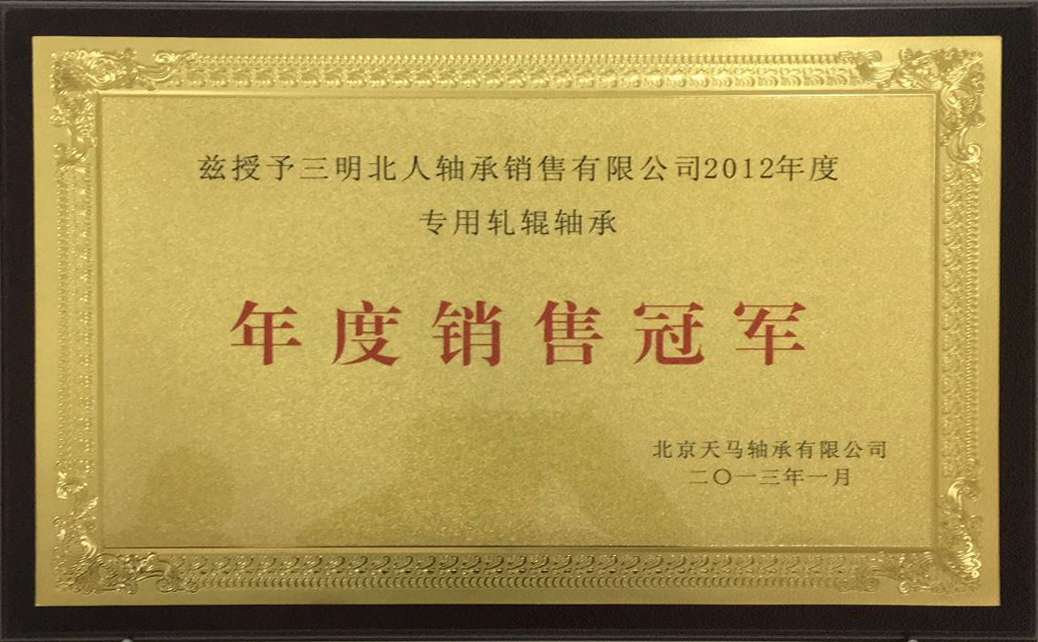 兹授予三明北人轴承销售有限公司2012年度
专用轧辊轴承
年度销售冠军
北京天马轴承有限公司
二〇一三年一月